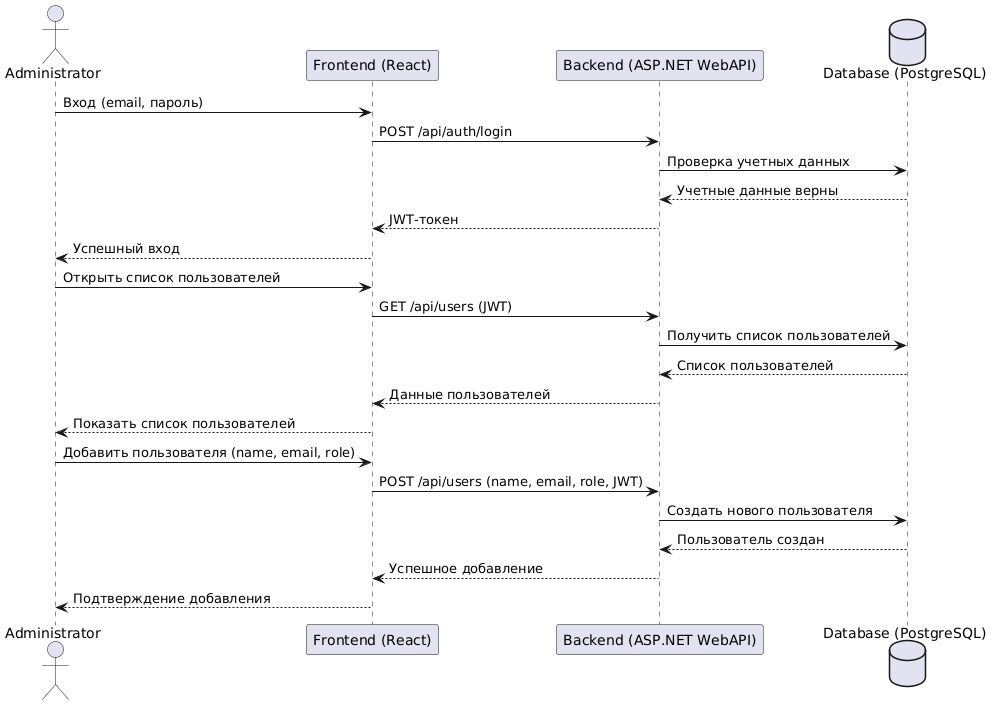 Administrator
Frontend (React)
Backend (ASP.NET WebAPI)
Database (PostgreSQL)
Вход (email, пароль)
POST /api/auth/login
Проверка учетных данных
Учетные данные верны
JWT-токен
Успешный вход
Открыть список пользователей
GET /api/users (JWT)
Получить список пользователей
Список пользователей
Данные пользователей
Показать список пользователей
Добавить пользователя (name, email, role)
POST /api/users (name, email, role, JWT)
Создать нового пользователя
Пользователь создан
Успешное добавление
Подтверждение добавления
Administrator
Frontend (React)
Backend (ASP.NET WebAPI)
Database (PostgreSQL)